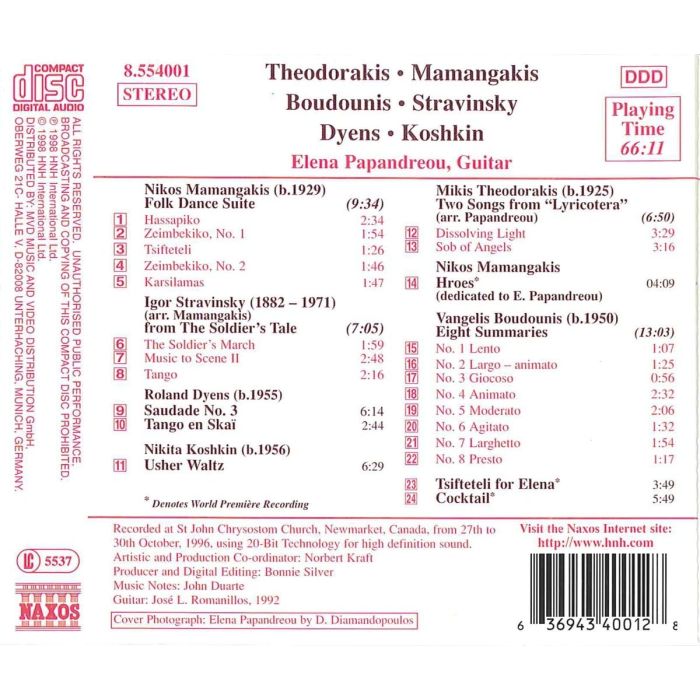 COMPACT
disc
DIGITAL AUDIO
8.554001
STEREO
Theodorakis • Mamangakis
Boudounis • Stravinsky
Dyens • Koshkin
Elena Papandreou, Guitar
DDD
Playing
Time
66:11
Nikos Mamangakis (b.1929)
Folk Dance Suite (9:34)
1 Hassapiko 2:34
2 Zeimbekiko, No. 1 1:54
3 Tsifteteli 1:26
4 Zeimbekiko, No. 2 1:46
5 Karsilamas 1:47
Igor Stravinsky (1882 – 1971)
(arr. Mamangakis)
from The Soldier's Tale (7:05)
6 The Soldier's March 1:59
7 Music to Scene II 2:48
8 Tango 2:16
Roland Dyens (b.1955)
9 Saudade No. 3 6:14
10 Tango en Skaï 2:44
Nikita Koshkin (b.1956)
11 Usher Waltz 6:29
* Denotes World Première Recording
Mikis Theodorakis (b.1925)
Two Songs from “Lyricotera”
(arr. Papandreou) (6:50)
12 Dissolving Light 3:29
13 Sob of Angels 3:16
Nikos Mamangakis
14 Hroes* 04:09
(dedicated to E. Papandreou)
Vangelis Boudounis (b.1950)
Eight Summaries (13:03)
15 No. 1 Lento 1:07
16 No. 2 Largo – animato 1:25
17 No. 3 Giocoso 0:56
18 No. 4 Animato 2:32
19 No. 5 Moderato 2:06
20 No. 6 Agitato 1:32
21 No. 7 Larghetto 1:54
22 No. 8 Presto 1:17
23 Tsifteteli for Elena* 3:49
24 Cocktail* 5:49
Recorded at St John Chrysostom Church, Newmarket, Canada, from 27th to
30th October, 1996, using 20-Bit Technology for high definition sound.
Artistic and Production Co-ordinator: Norbert Kraft
Producer and Digital Editing: Bonnie Silver
Music Notes: John Duarte
Guitar: José L. Romanillos, 1992
Cover Photograph: Elena Papandreou by D. Diamandopoulos
Visit the Naxos Internet site:
http://www.hnh.com
6 36943 40012 8
ALL RIGHTS RESERVED. UNAUTHORISED PUBLIC PERFORMANCE,
BROADCASTING AND COPYING OF THIS COMPACT DISC PROHIBITED.
℗ 1998 HNH International Ltd.
© 1998 HNH International Ltd.
DISTRIBUTED BY: MVD MUSIC AND VIDEO DISTRIBUTION GmbH,
OBERWEG 21C- HALLE V, D-82008 UNTERHACHING, MUNICH, GERMANY.
LC 5537
NAXOS